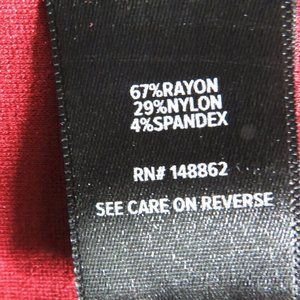 67%RAYON
29%NYLON
4%SPANDEX
RN# 148862
SEE CARE ON REVERSE